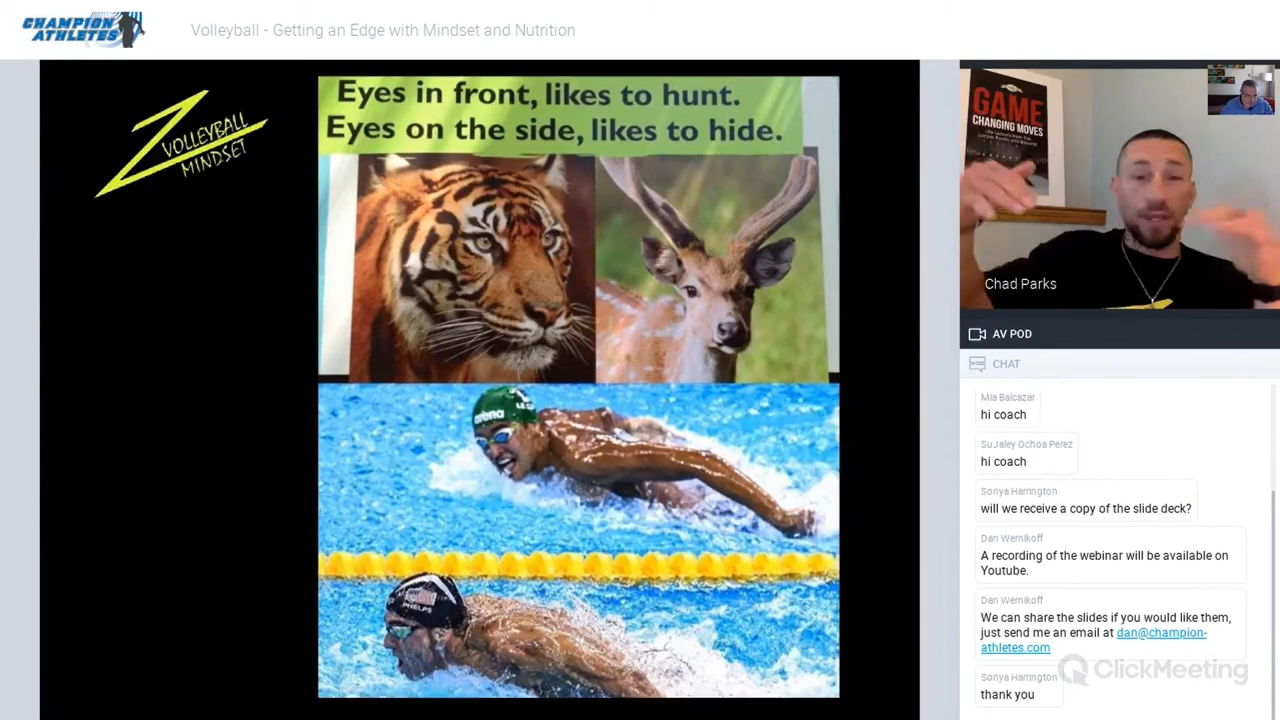 CHAMPION
ATHLETES
Volleyball - Getting an Edge with Mindset and Nutrition
VOLLEYBALL
MINDSET
Eyes in front, likes to hunt.
Eyes on the side, likes to hide.
arena
LE CL
PHELPS
GAME
CHANGING
MOVES
Chad Parks
AV POD
CHAT
Mia Balcazar
hi coach
SuJaley Ochoa Perez
hi coach
Sonya Harrington
will we receive a copy of the slide deck?
Dan Wernikoff
A recording of the webinar will be available on
Youtube.
Dan Wernikoff
We can share the slides if you would like them,
just send me an email at dan@champion-
athletes.com
ClickMeeting
Sonya Harrington
thank you